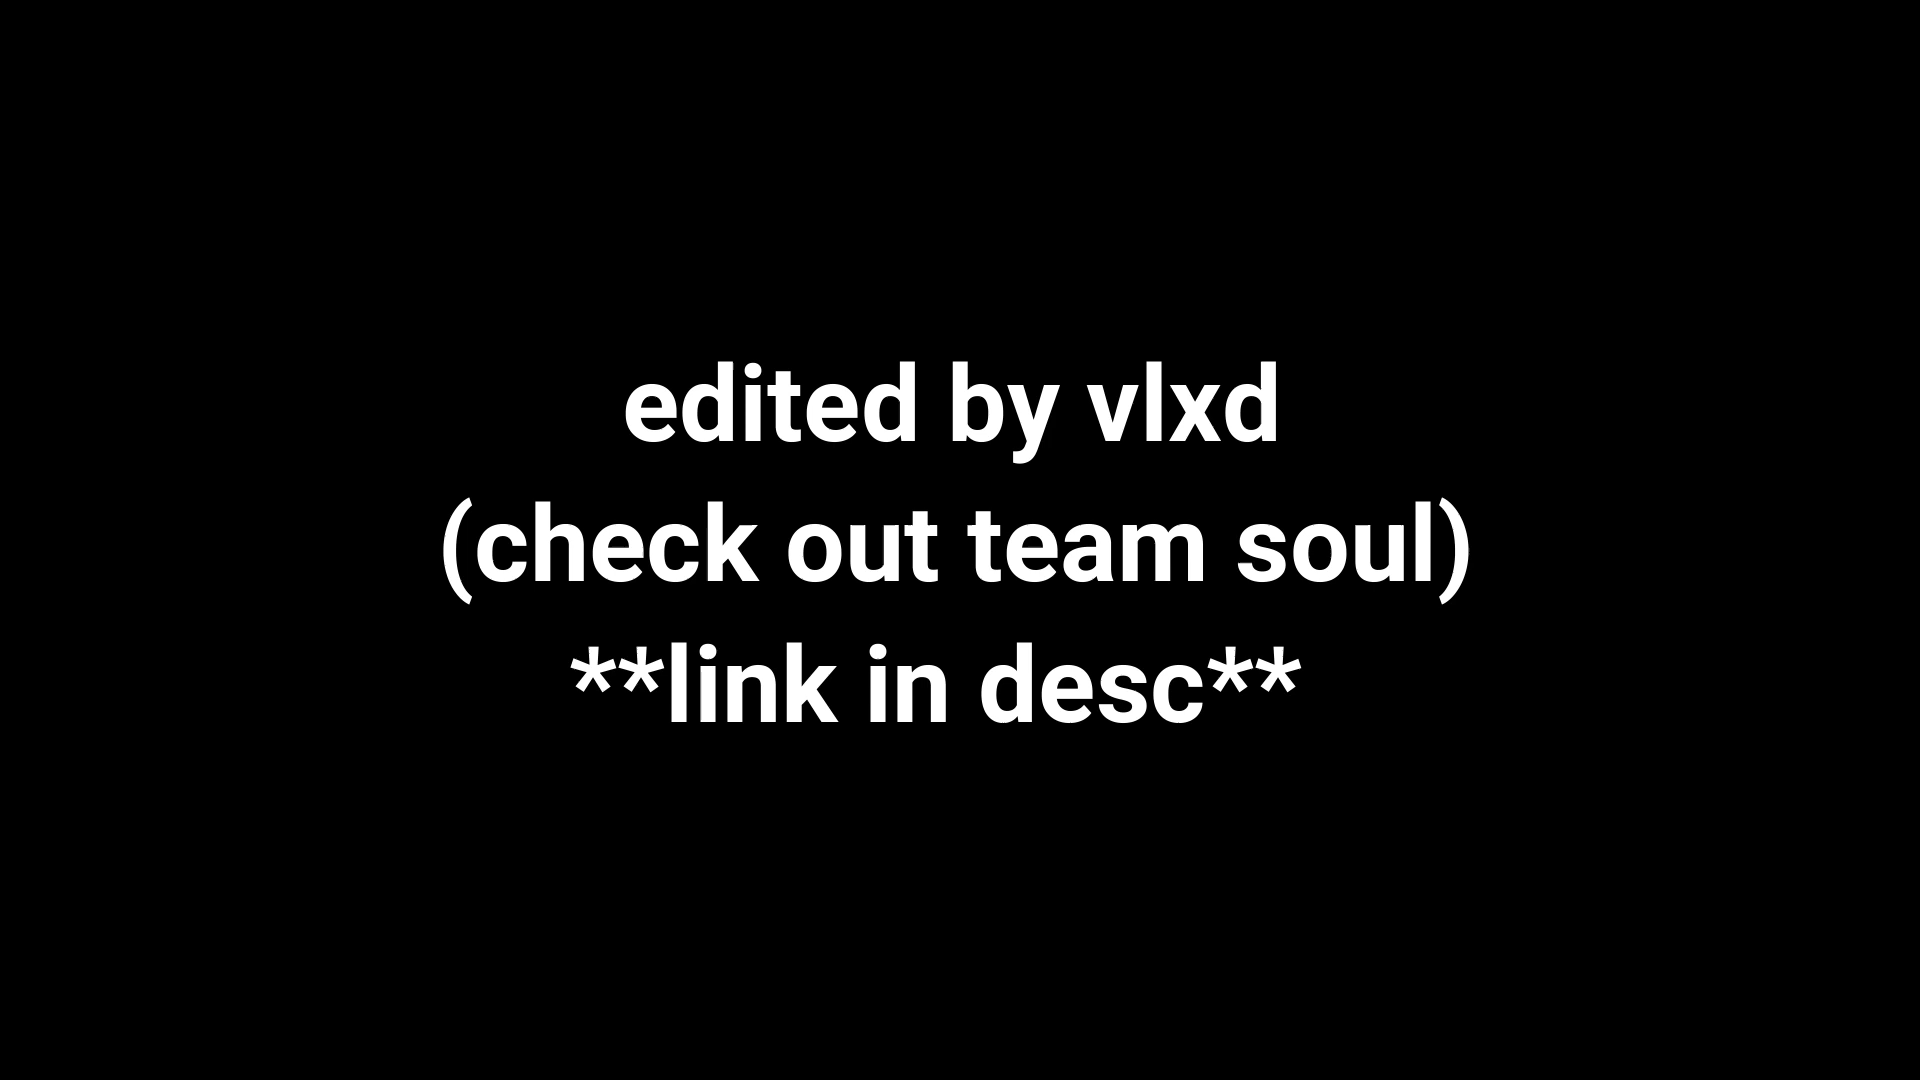 edited by vlxd
(check out team soul)
**link in desc**